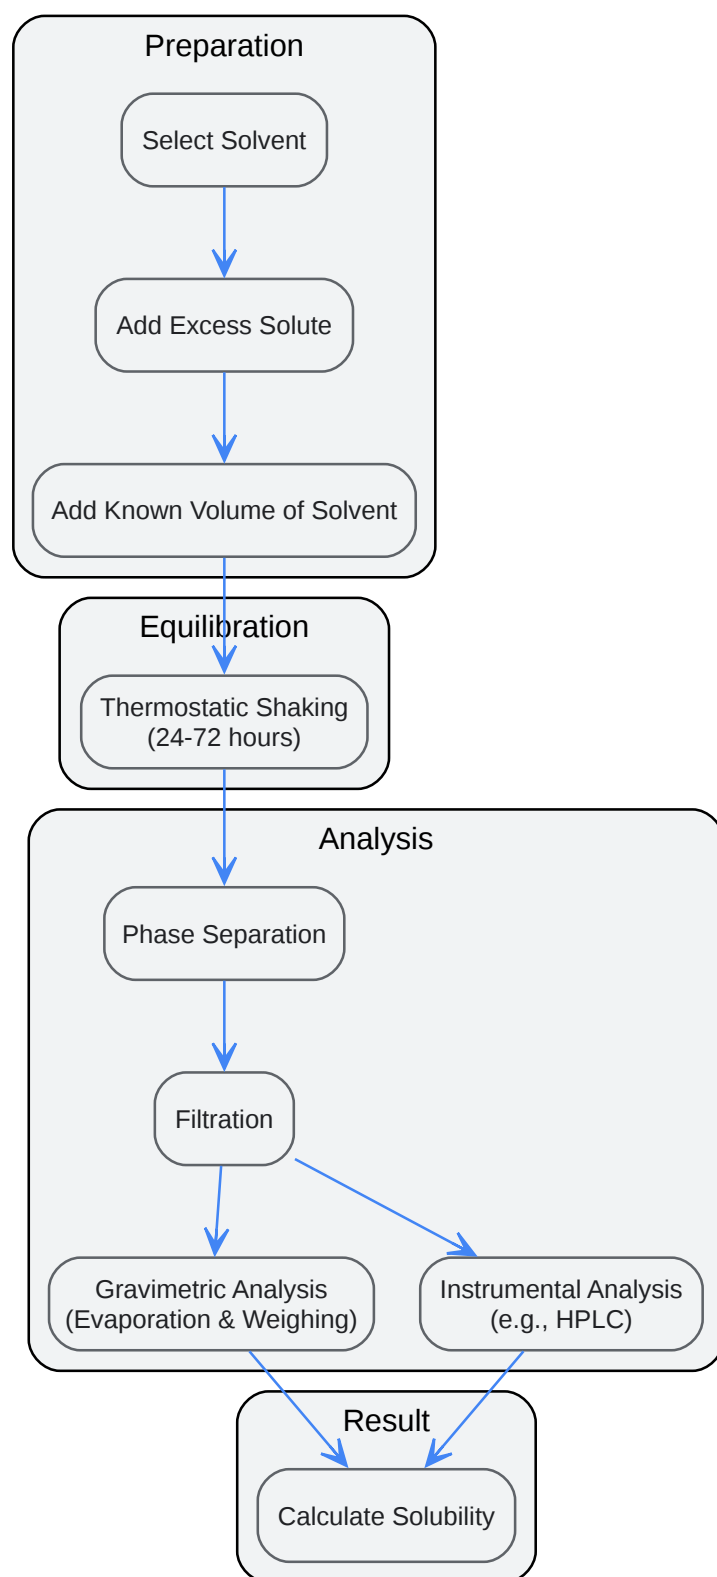 Preparation
Select Solvent
Add Excess Solute
Add Known Volume of Solvent
Equilibration
Thermostatic Shaking
(24-72 hours)
Analysis
Phase Separation
Filtration
Gravimetric Analysis
(Evaporation & Weighing)
Instrumental Analysis
(e.g., HPLC)
Result
Calculate Solubility